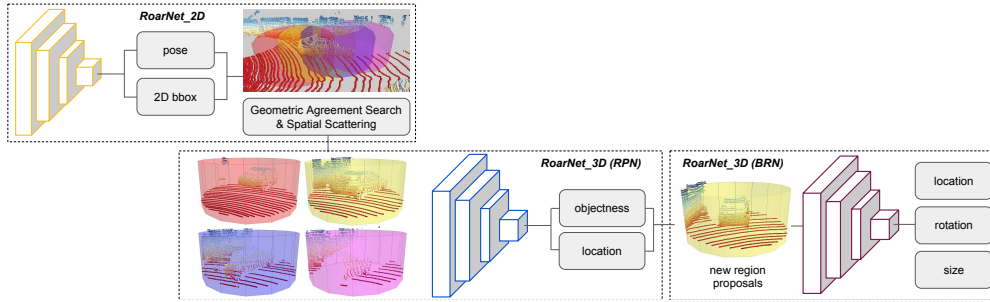 RoarNet_2D
pose
2D bbox
Geometric Agreement Search
& Spatial Scattering
RoarNet_3D (RPN)
objectness
location
RoarNet_3D (BRN)
new region
proposals
location
rotation
size